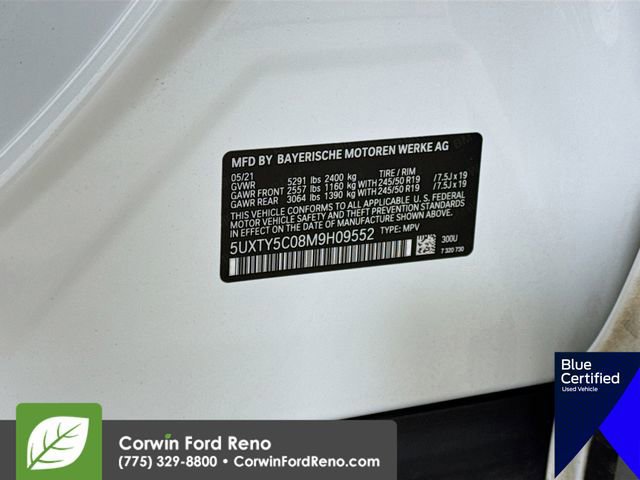 MFD BY BAYERISCHE MOTOREN WERKE AG
05/21 TIRE / RIM
GVWR 5291 lbs 2400 kg
GAWR FRONT 2557 lbs 1160 kg WITH 245/50 R19 /7.5J x 19
GAWR REAR 3064 lbs 1390 kg WITH 245/50 R19 /7.5J x 19
THIS VEHICLE CONFORMS TO ALL APPLICABLE U.S. FEDERAL
MOTOR VEHICLE SAFETY AND THEFT PREVENTION STANDARDS
IN EFFECT ON THE DATE OF MANUFACTURE SHOWN ABOVE.
5UXTY5C08M9H09552 TYPE: MPV
300U
7 320 730
Blue
Certified
Used Vehicle
Corwin Ford Reno
(775) 329-8800 • CorwinFordReno.com